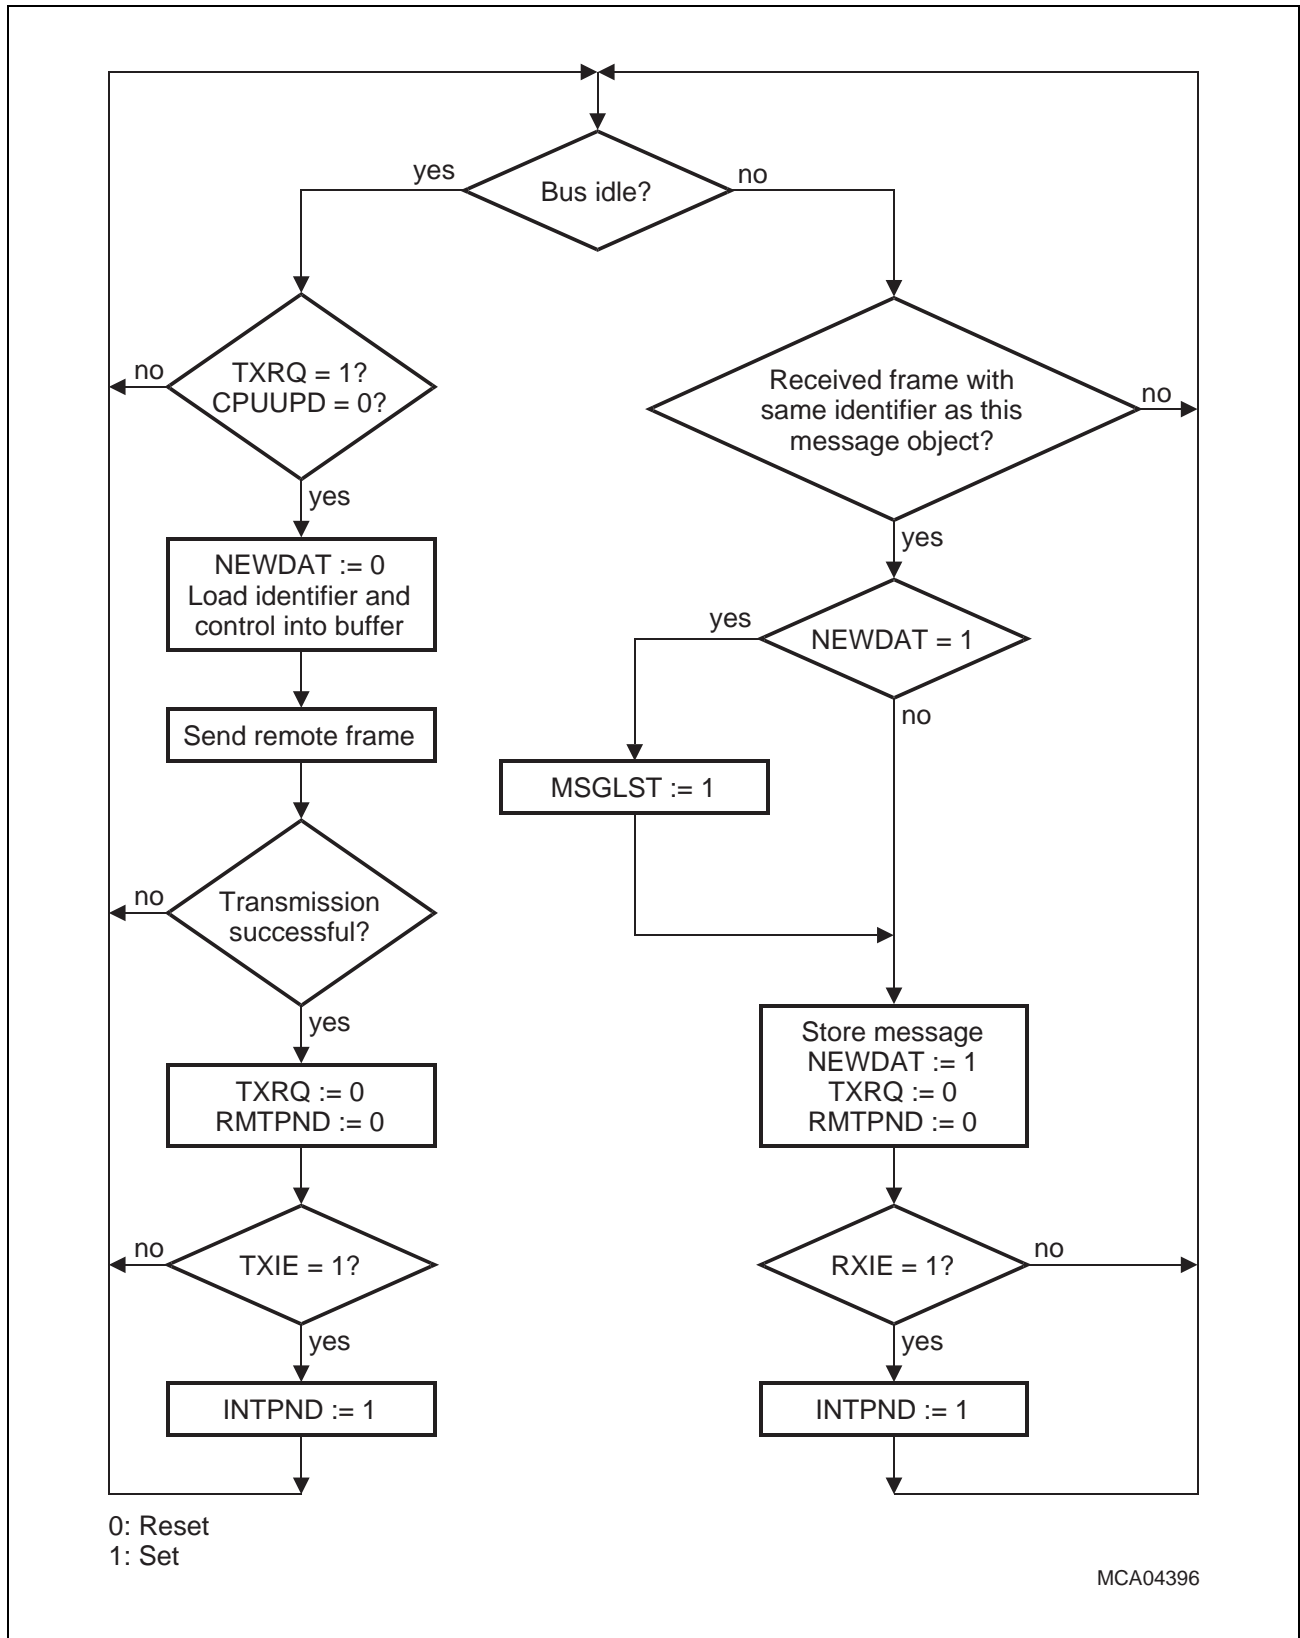 yes
Bus idle?
no
no
TXRQ = 1?
CPUUPD = 0?
yes
NEWDAT := 0
Load identifier and
control into buffer
Send remote frame
no
Transmission
successful?
yes
TXRQ := 0
RMTPND := 0
no
TXIE = 1?
yes
INTPND := 1
Received frame with
same identifier as this
message object?
no
yes
yes
NEWDAT = 1
no
MSGLST := 1
Store message
NEWDAT := 1
TXRQ := 0
RMTPND := 0
RXIE = 1?
no
yes
INTPND := 1
0: Reset
1: Set
MCA04396